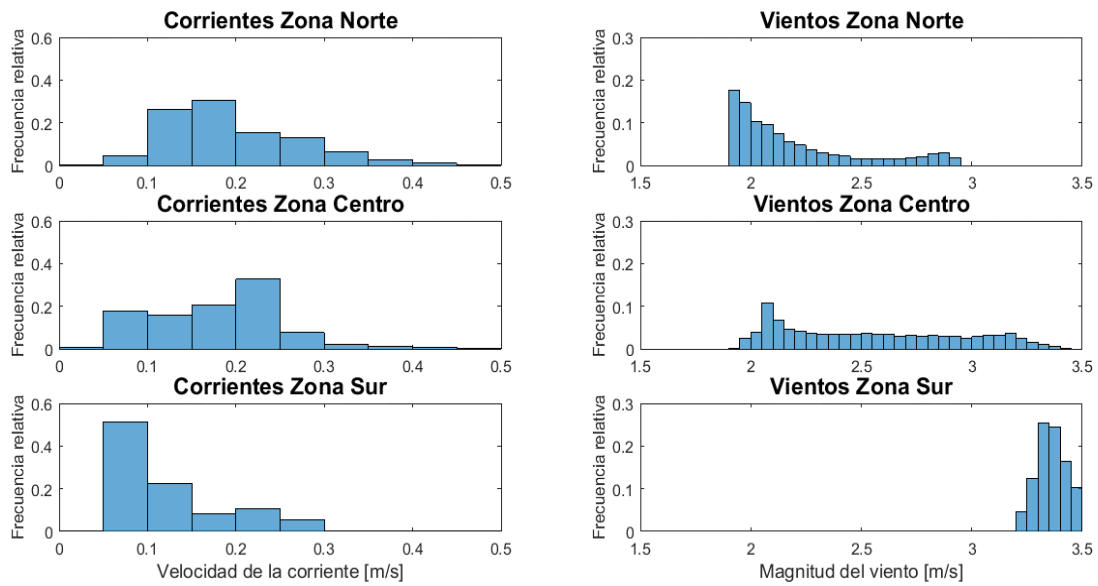 Corrientes Zona Norte
Frecuencia relativa
0.6
0.4
0.2
0
0 0.1 0.2 0.3 0.4 0.5
Vientos Zona Norte
Frecuencia relativa
0.3
0.2
0.1
0
1.5 2 2.5 3 3.5
Corrientes Zona Centro
Frecuencia relativa
0.6
0.4
0.2
0
0 0.1 0.2 0.3 0.4 0.5
Vientos Zona Centro
Frecuencia relativa
0.3
0.2
0.1
0
1.5 2 2.5 3 3.5
Corrientes Zona Sur
Frecuencia relativa
0.6
0.4
0.2
0
0 0.1 0.2 0.3 0.4 0.5
Velocidad de la corriente [m/s]
Vientos Zona Sur
Frecuencia relativa
0.3
0.2
0.1
0
1.5 2 2.5 3 3.5
Magnitud del viento [m/s]